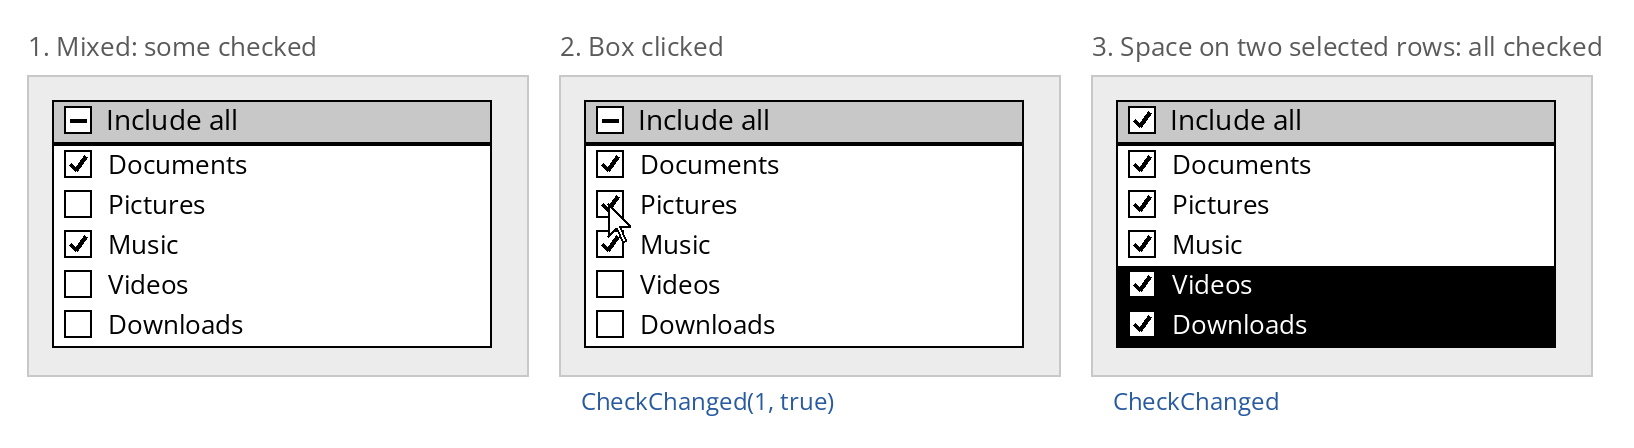 1. Mixed: some checked
Include all
Documents
Pictures
Music
Videos
Downloads
2. Box clicked
Include all
Documents
Pictures
Music
Videos
Downloads
CheckChanged(1, true)
3. Space on two selected rows: all checked
Include all
Documents
Pictures
Music
Videos
Downloads
CheckChanged